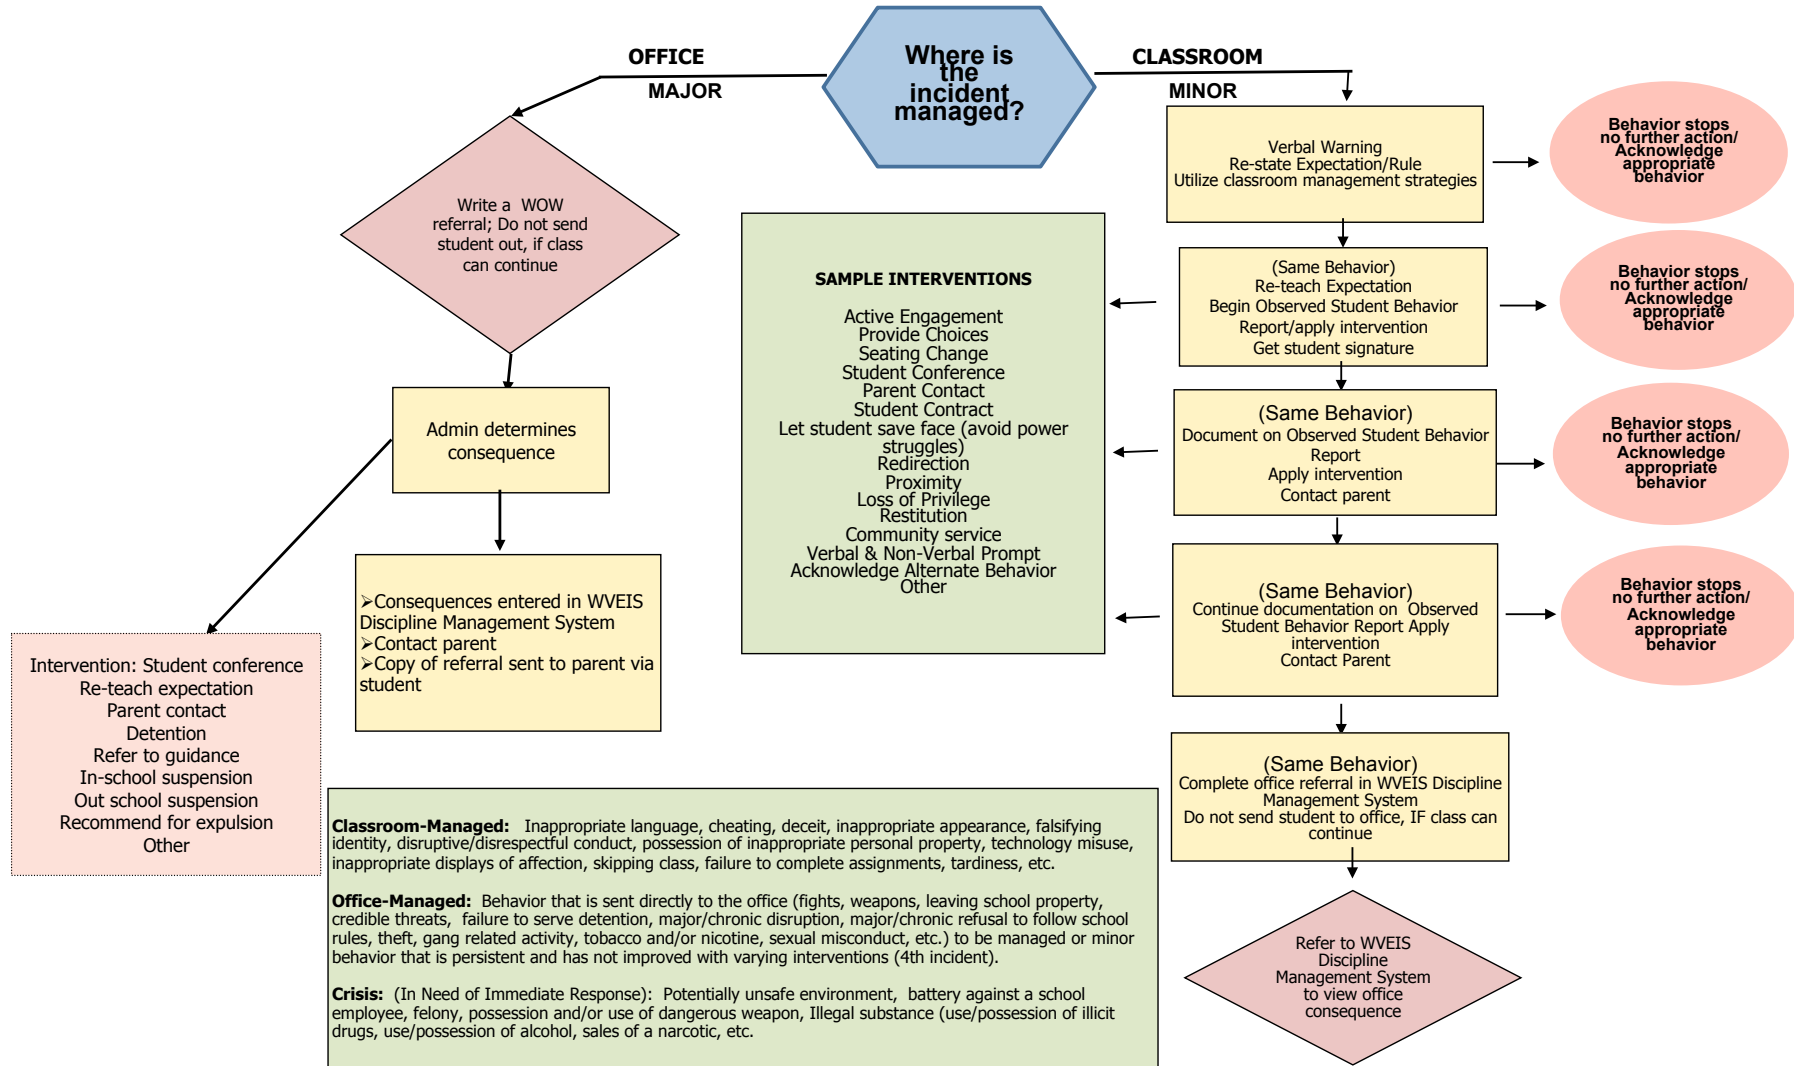 Where is
the
incident
managed?
OFFICE
MAJOR
CLASSROOM
MINOR
Write a WOW
referral; Do not send
student out, if class
can continue
Admin determines
consequence
➢Consequences entered in WVEIS
Discipline Management System
➢Contact parent
➢Copy of referral sent to parent via
student
Intervention: Student conference
Re-teach expectation
Parent contact
Detention
Refer to guidance
In-school suspension
Out school suspension
Recommend for expulsion
Other
SAMPLE INTERVENTIONS
Active Engagement
Provide Choices
Seating Change
Student Conference
Parent Contact
Student Contract
Let student save face (avoid power
struggles)
Redirection
Proximity
Loss of Privilege
Restitution
Community service
Verbal & Non-Verbal Prompt
Acknowledge Alternate Behavior
Other
Verbal Warning
Re-state Expectation/Rule
Utilize classroom management strategies
Behavior stops
no further action/
Acknowledge
appropriate
behavior
(Same Behavior)
Re-teach Expectation
Begin Observed Student Behavior
Report/apply intervention
Get student signature
Behavior stops
no further action/
Acknowledge
appropriate
behavior
(Same Behavior)
Document on Observed Student Behavior
Report
Apply intervention
Contact parent
Behavior stops
no further action/
Acknowledge
appropriate
behavior
(Same Behavior)
Continue documentation on Observed
Student Behavior Report Apply
intervention
Contact Parent
Behavior stops
no further action/
Acknowledge
appropriate
behavior
(Same Behavior)
Complete office referral in WVEIS Discipline
Management System
Do not send student to office, IF class can
continue
Refer to WVEIS
Discipline
Management System
to view office
consequence
Classroom-Managed: Inappropriate language, cheating, deceit, inappropriate appearance, falsifying
identity, disruptive/disrespectful conduct, possession of inappropriate personal property, technology misuse,
inappropriate displays of affection, skipping class, failure to complete assignments, tardiness, etc.
Office-Managed: Behavior that is sent directly to the office (fights, weapons, leaving school property,
credible threats, failure to serve detention, major/chronic disruption, major/chronic refusal to follow school
rules, theft, gang related activity, tobacco and/or nicotine, sexual misconduct, etc.) to be managed or minor
behavior that is persistent and has not improved with varying interventions (4th incident).
Crisis: (In Need of Immediate Response): Potentially unsafe environment, battery against a school
employee, felony, possession and/or use of dangerous weapon, Illegal substance (use/possession of illicit
drugs, use/possession of alcohol, sales of a narcotic, etc.